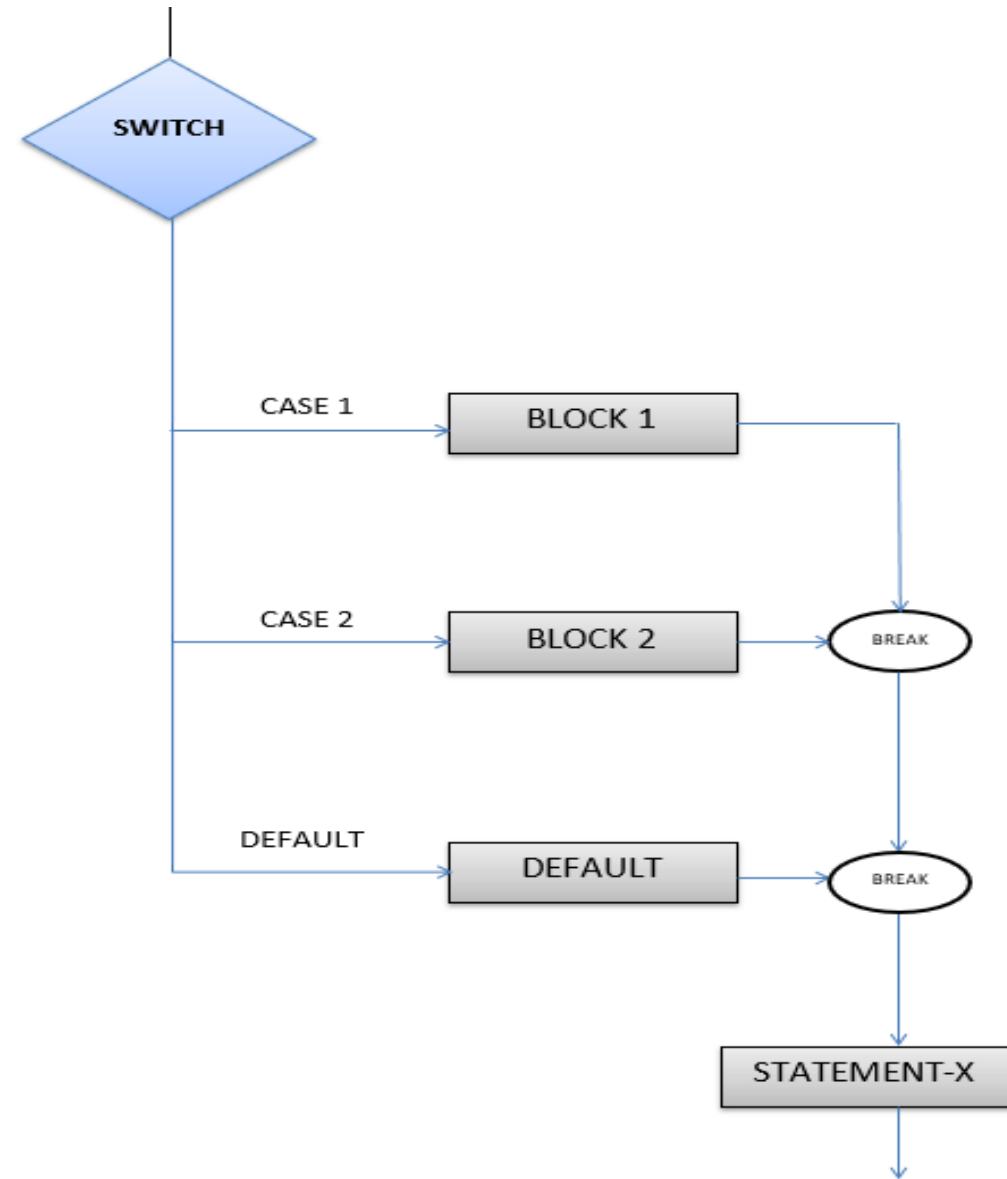 SWITCH
CASE 1
BLOCK 1
CASE 2
BLOCK 2
BREAK
DEFAULT
DEFAULT
BREAK
STATEMENT-X